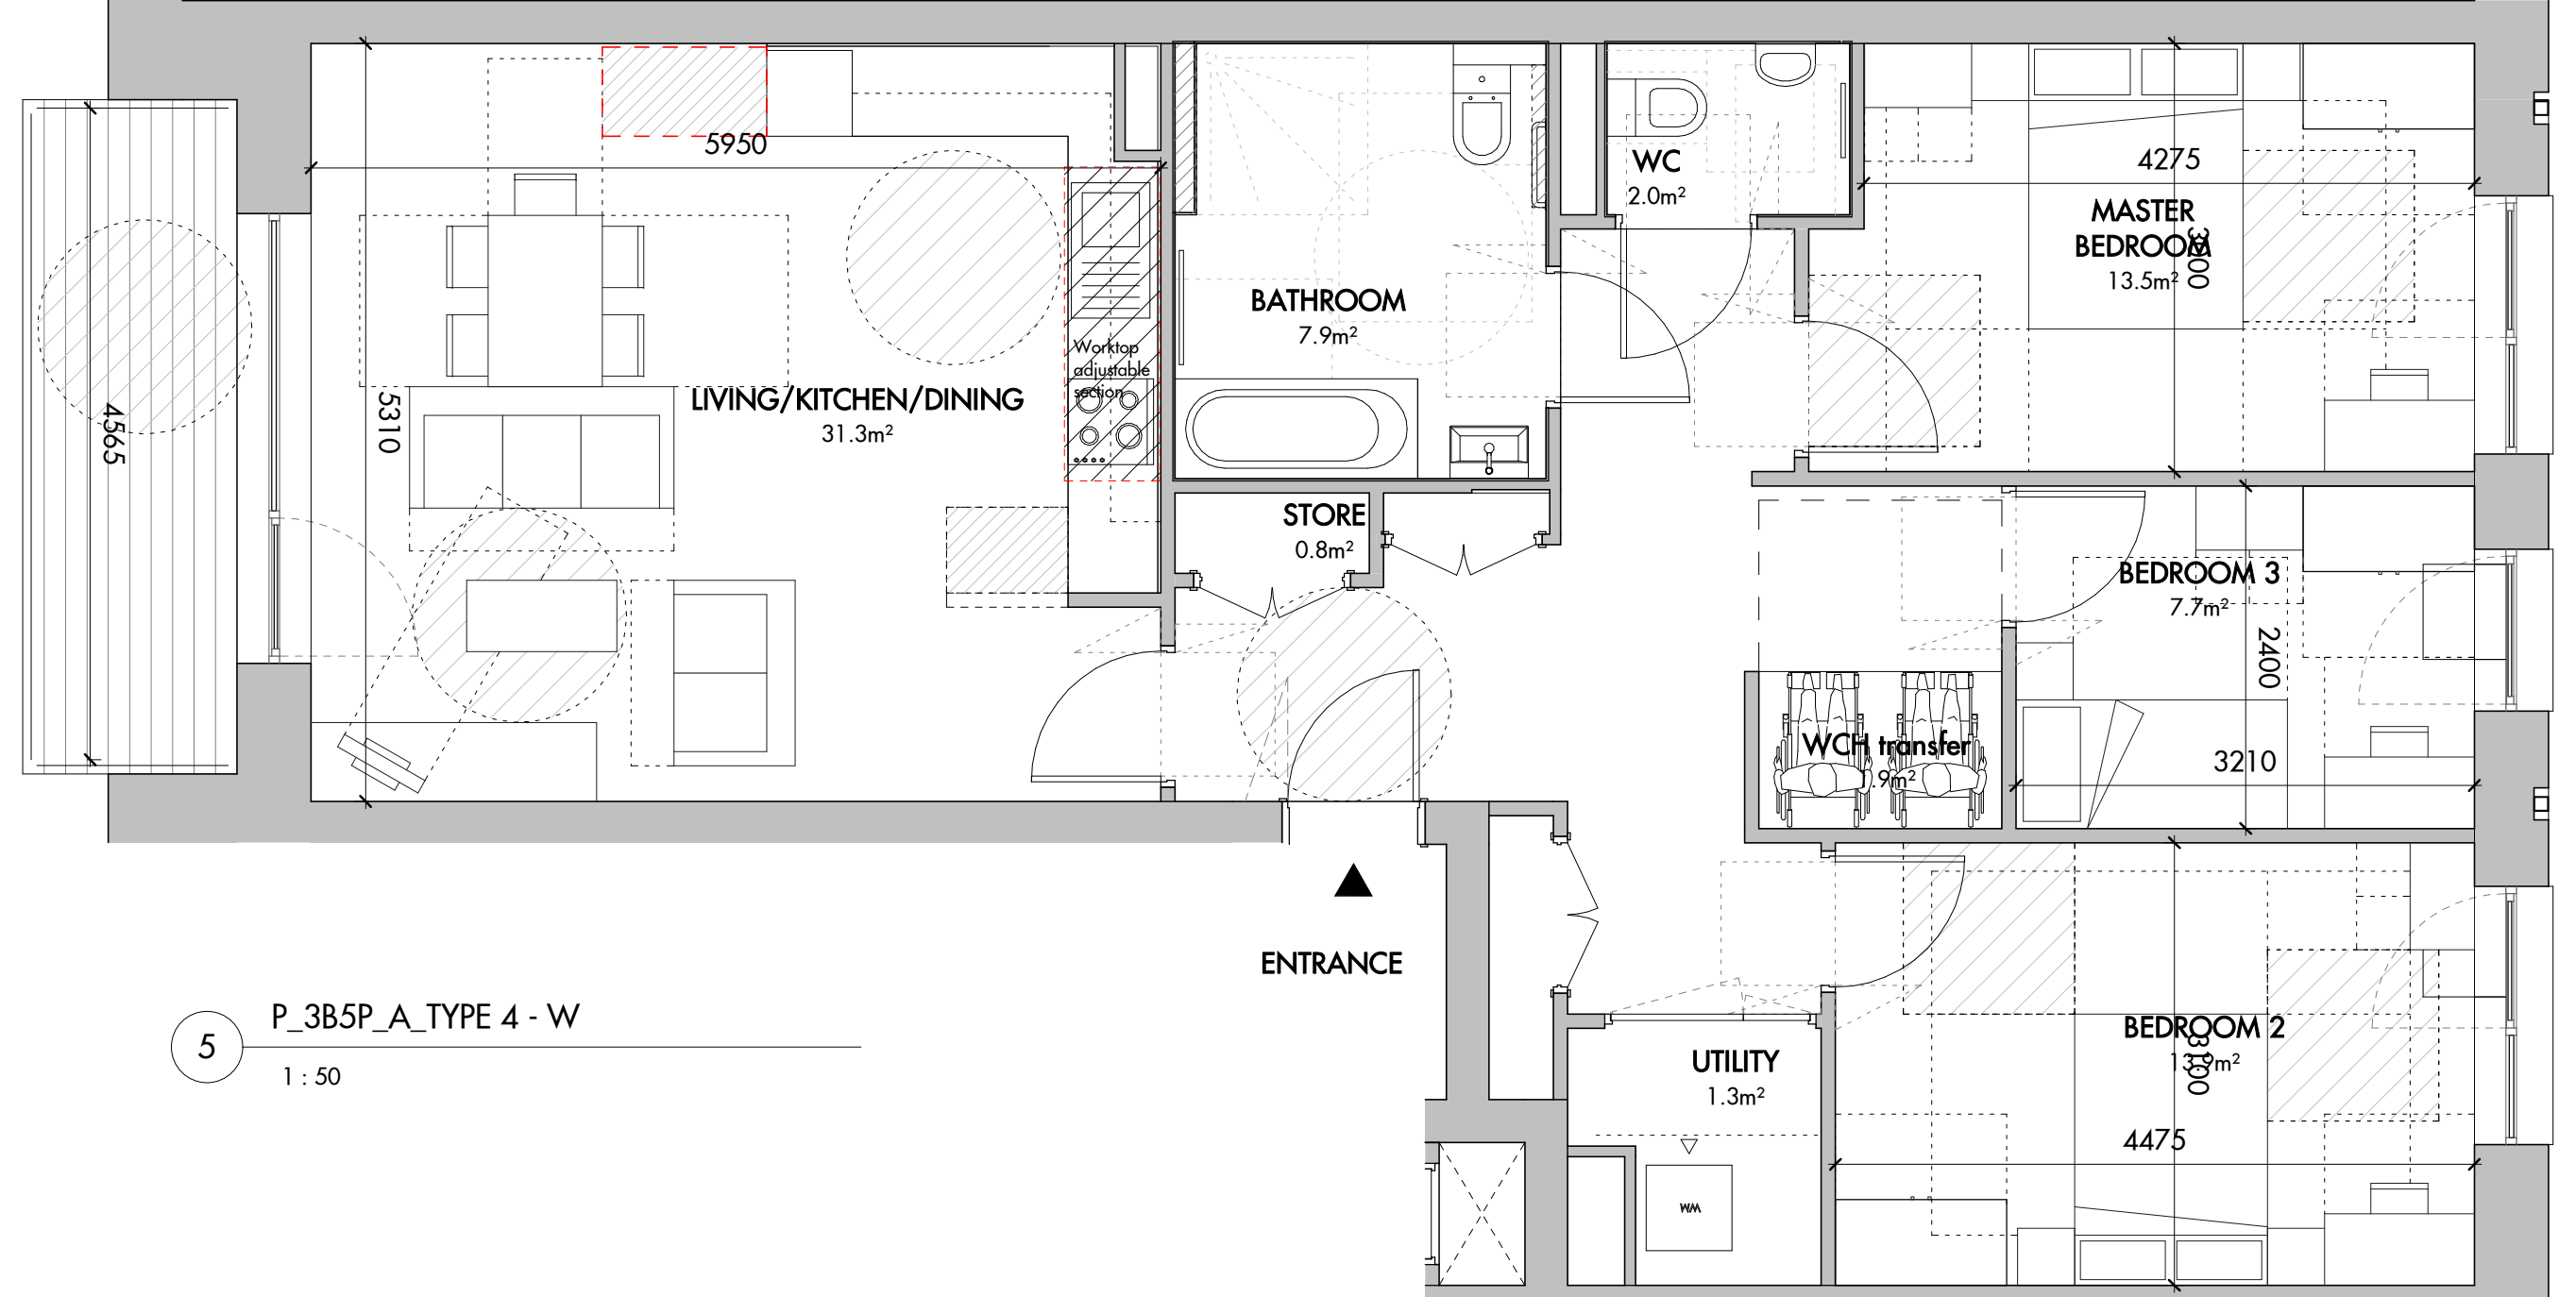 5950
WC
2.0m²
4275
MASTER
BEDROOM
13.5m²
BATHROOM
7.9m²
Worktop
adjustable
section
LIVING/KITCHEN/DINING
31.3m²
5310
4565
STORE
0.8m²
BEDROOM 3
7.7m²
2400
WCH transfer
3210
ENTRANCE
BEDROOM 2
3100
UTILITY
1.3m²
4475
WM
5
P_3B5P_A_TYPE 4 - W
1 : 50